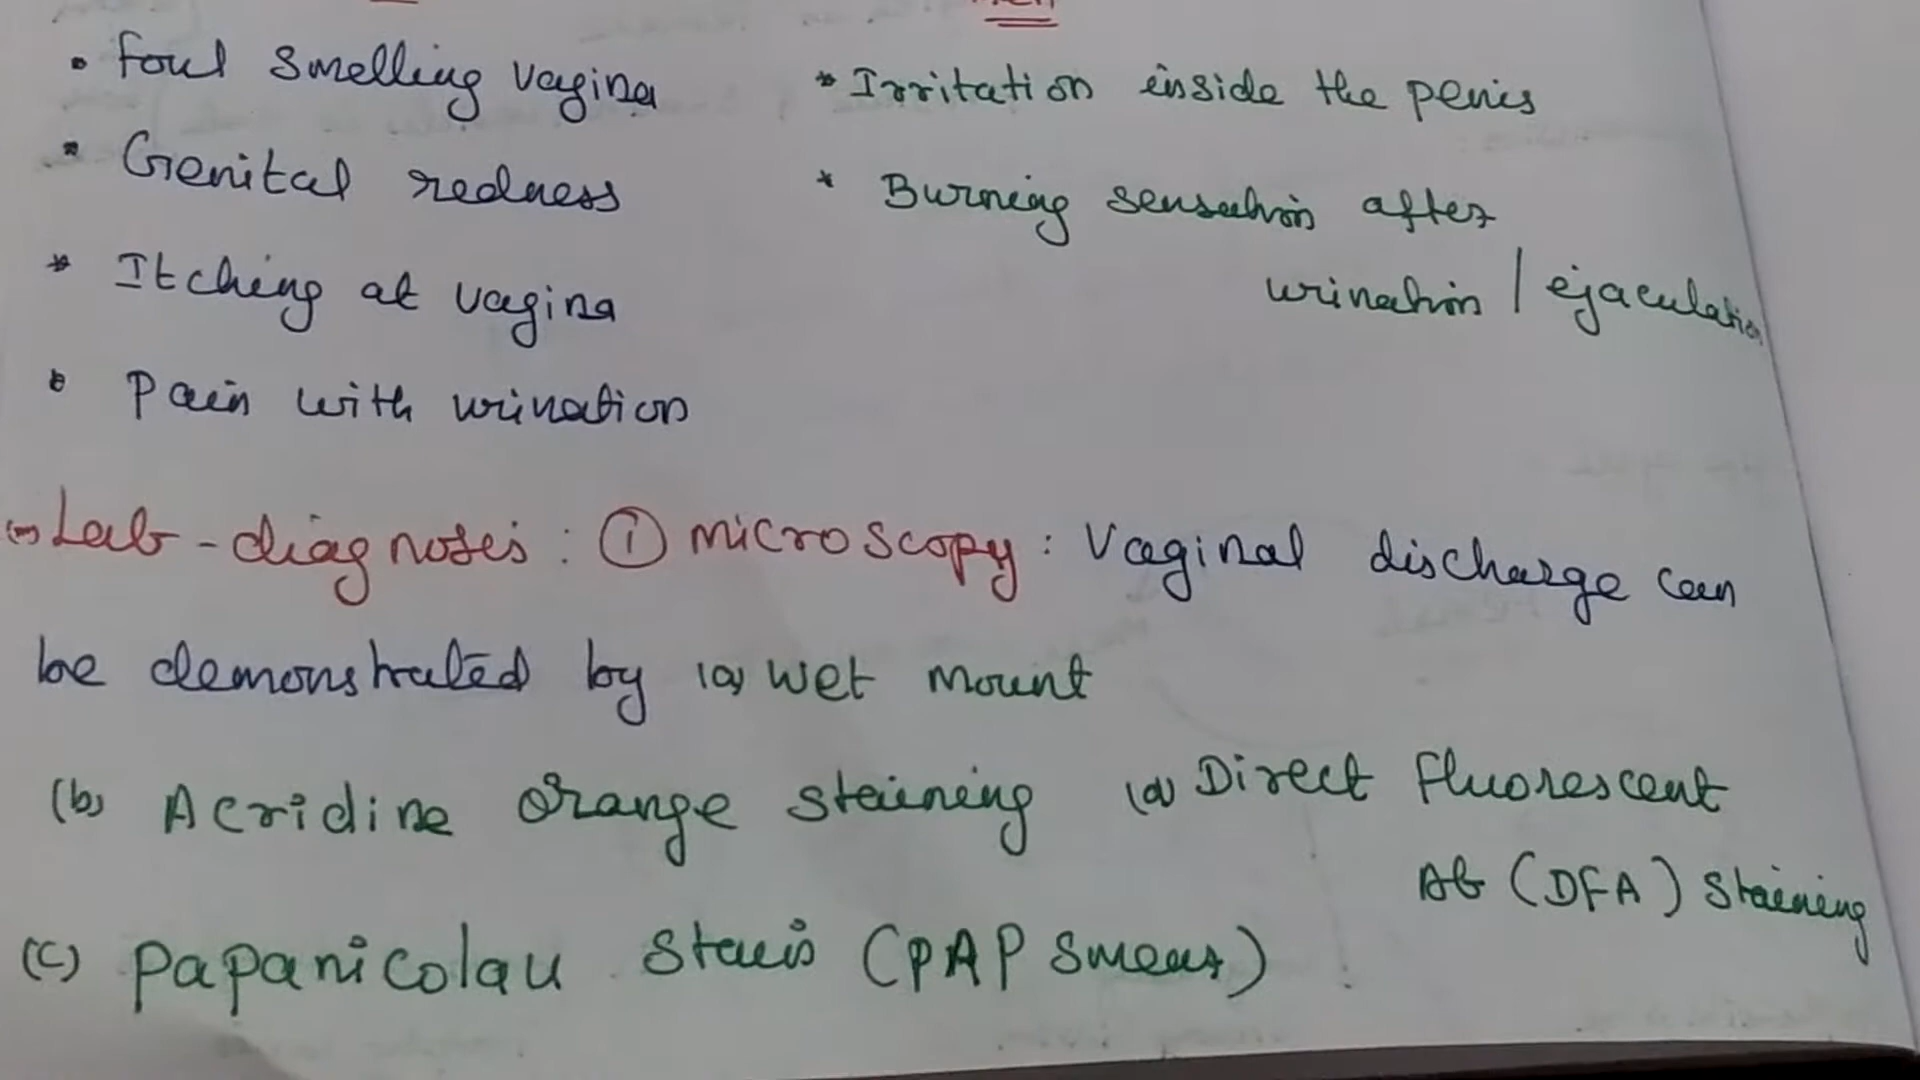 • Foul smelling vagina
* Genital redness
* Itching at vagina
• Pain with urination
* Irritation inside the penis
* Burning sensation after
urination / ejaculation
Lab-diagnosis : ① microscopy : Vaginal discharge can
be demonstrated by (a) wet mount
(b) Acridine orange staining (d) Direct Fluorescent
Ab (DFA) staining
(c) Papanicolau stain (PAP smear)